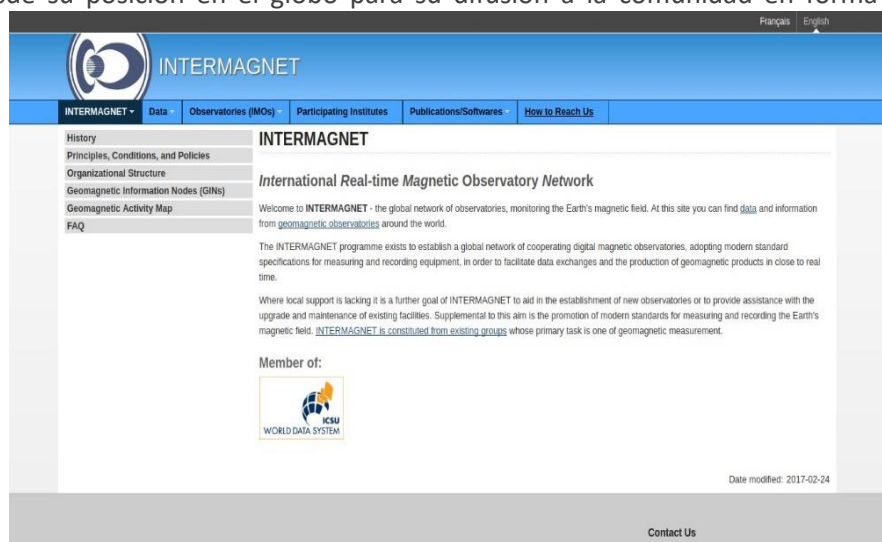 su posición en el globo para su difusión a la comunidad en forma
Français English
INTERMAGNET
INTERMAGNET Data Observatories (IMOs) Participating Institutes Publications/Softwares How to Reach Us
History
Principles, Conditions, and Policies
Organizational Structure
Geomagnetic Information Nodes (GINs)
Geomagnetic Activity Map
FAQ
INTERMAGNET
International Real-time Magnetic Observatory Network
Welcome to INTERMAGNET - the global network of observatories, monitoring the Earth's magnetic field. At this site you can find data and information
from geomagnetic observatories around the world.
The INTERMAGNET programme exists to establish a global network of cooperating digital magnetic observatories, adopting modern standard
specifications for measuring and recording equipment, in order to facilitate data exchanges and the production of geomagnetic products in close to real
time.
Where local support is lacking it is a further goal of INTERMAGNET to aid in the establishment of new observatories or to provide assistance with the
upgrade and maintenance of existing facilities. Supplemental to this aim is the promotion of modern standards for measuring and recording the Earth's
magnetic field. INTERMAGNET is constituted from existing groups whose primary task is one of geomagnetic measurement.
Member of:
ICSU
WORLD DATA SYSTEM
Date modified: 2017-02-24
Contact Us